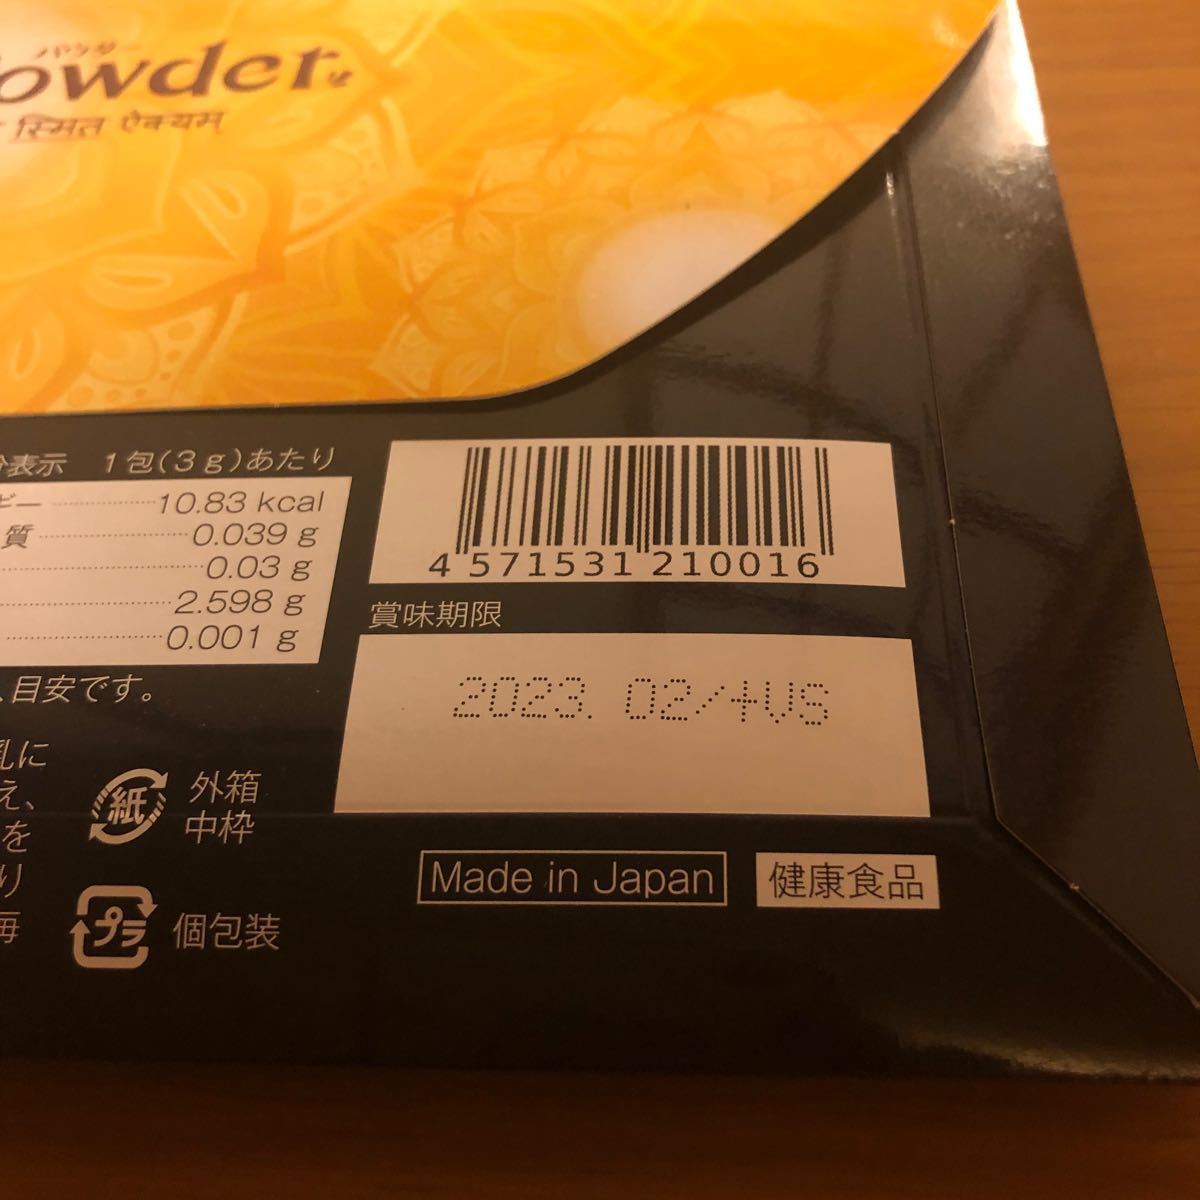 パウダー
owder
स्मित ऐक्यम्
分表示 1包(3g)あたり
ギー 10.83 kcal
質 0.039 g
0.03 g
2.598 g
0.001 g
、目安です。
4 571531 210016
賞味期限
2023. 02/+VS
乳に
え、
を
り
毎
紙
外箱
中枠
プラ
個包装
Made in Japan
健康食品